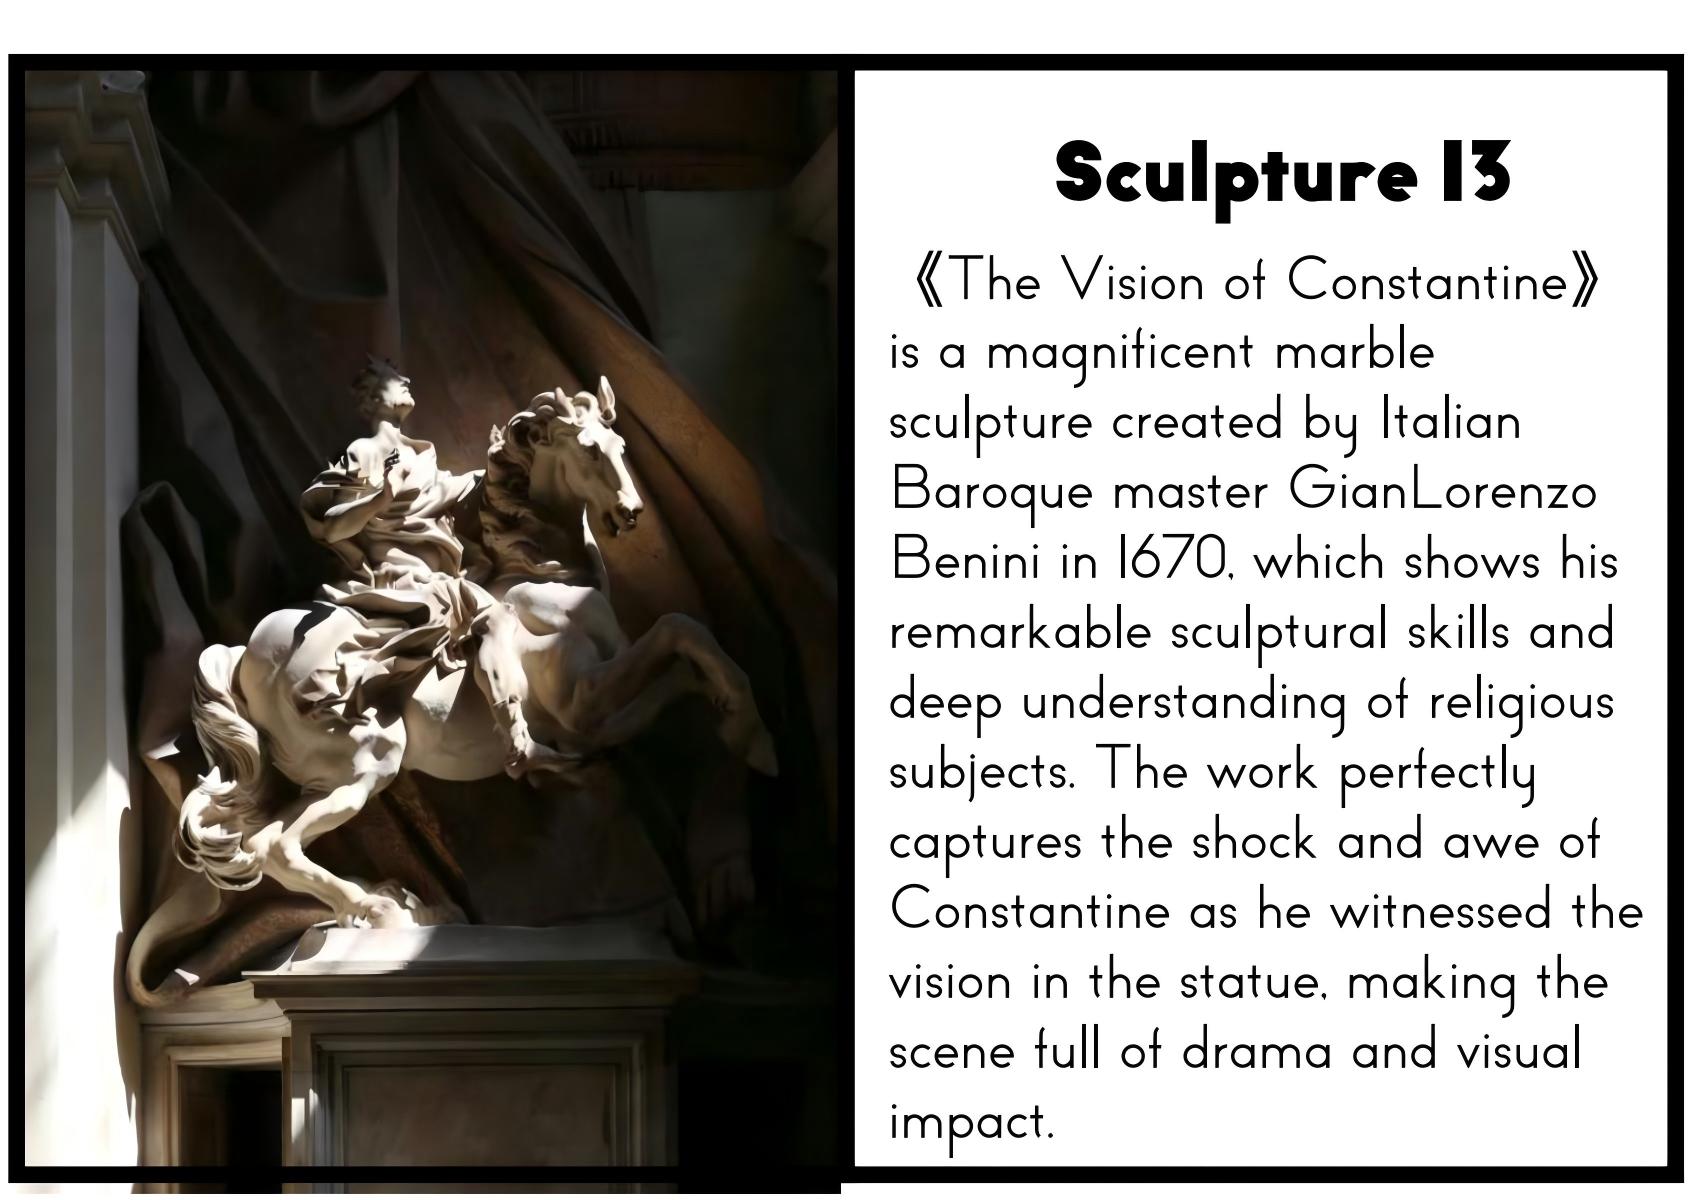 Sculpture 13
《The Vision of Constantine》
is a magnificent marble
sculpture created by Italian
Baroque master GianLorenzo
Benini in 1670, which shows his
remarkable sculptural skills and
deep understanding of religious
subjects. The work perfectly
captures the shock and awe of
Constantine as he witnessed the
vision in the statue, making the
scene full of drama and visual
impact.